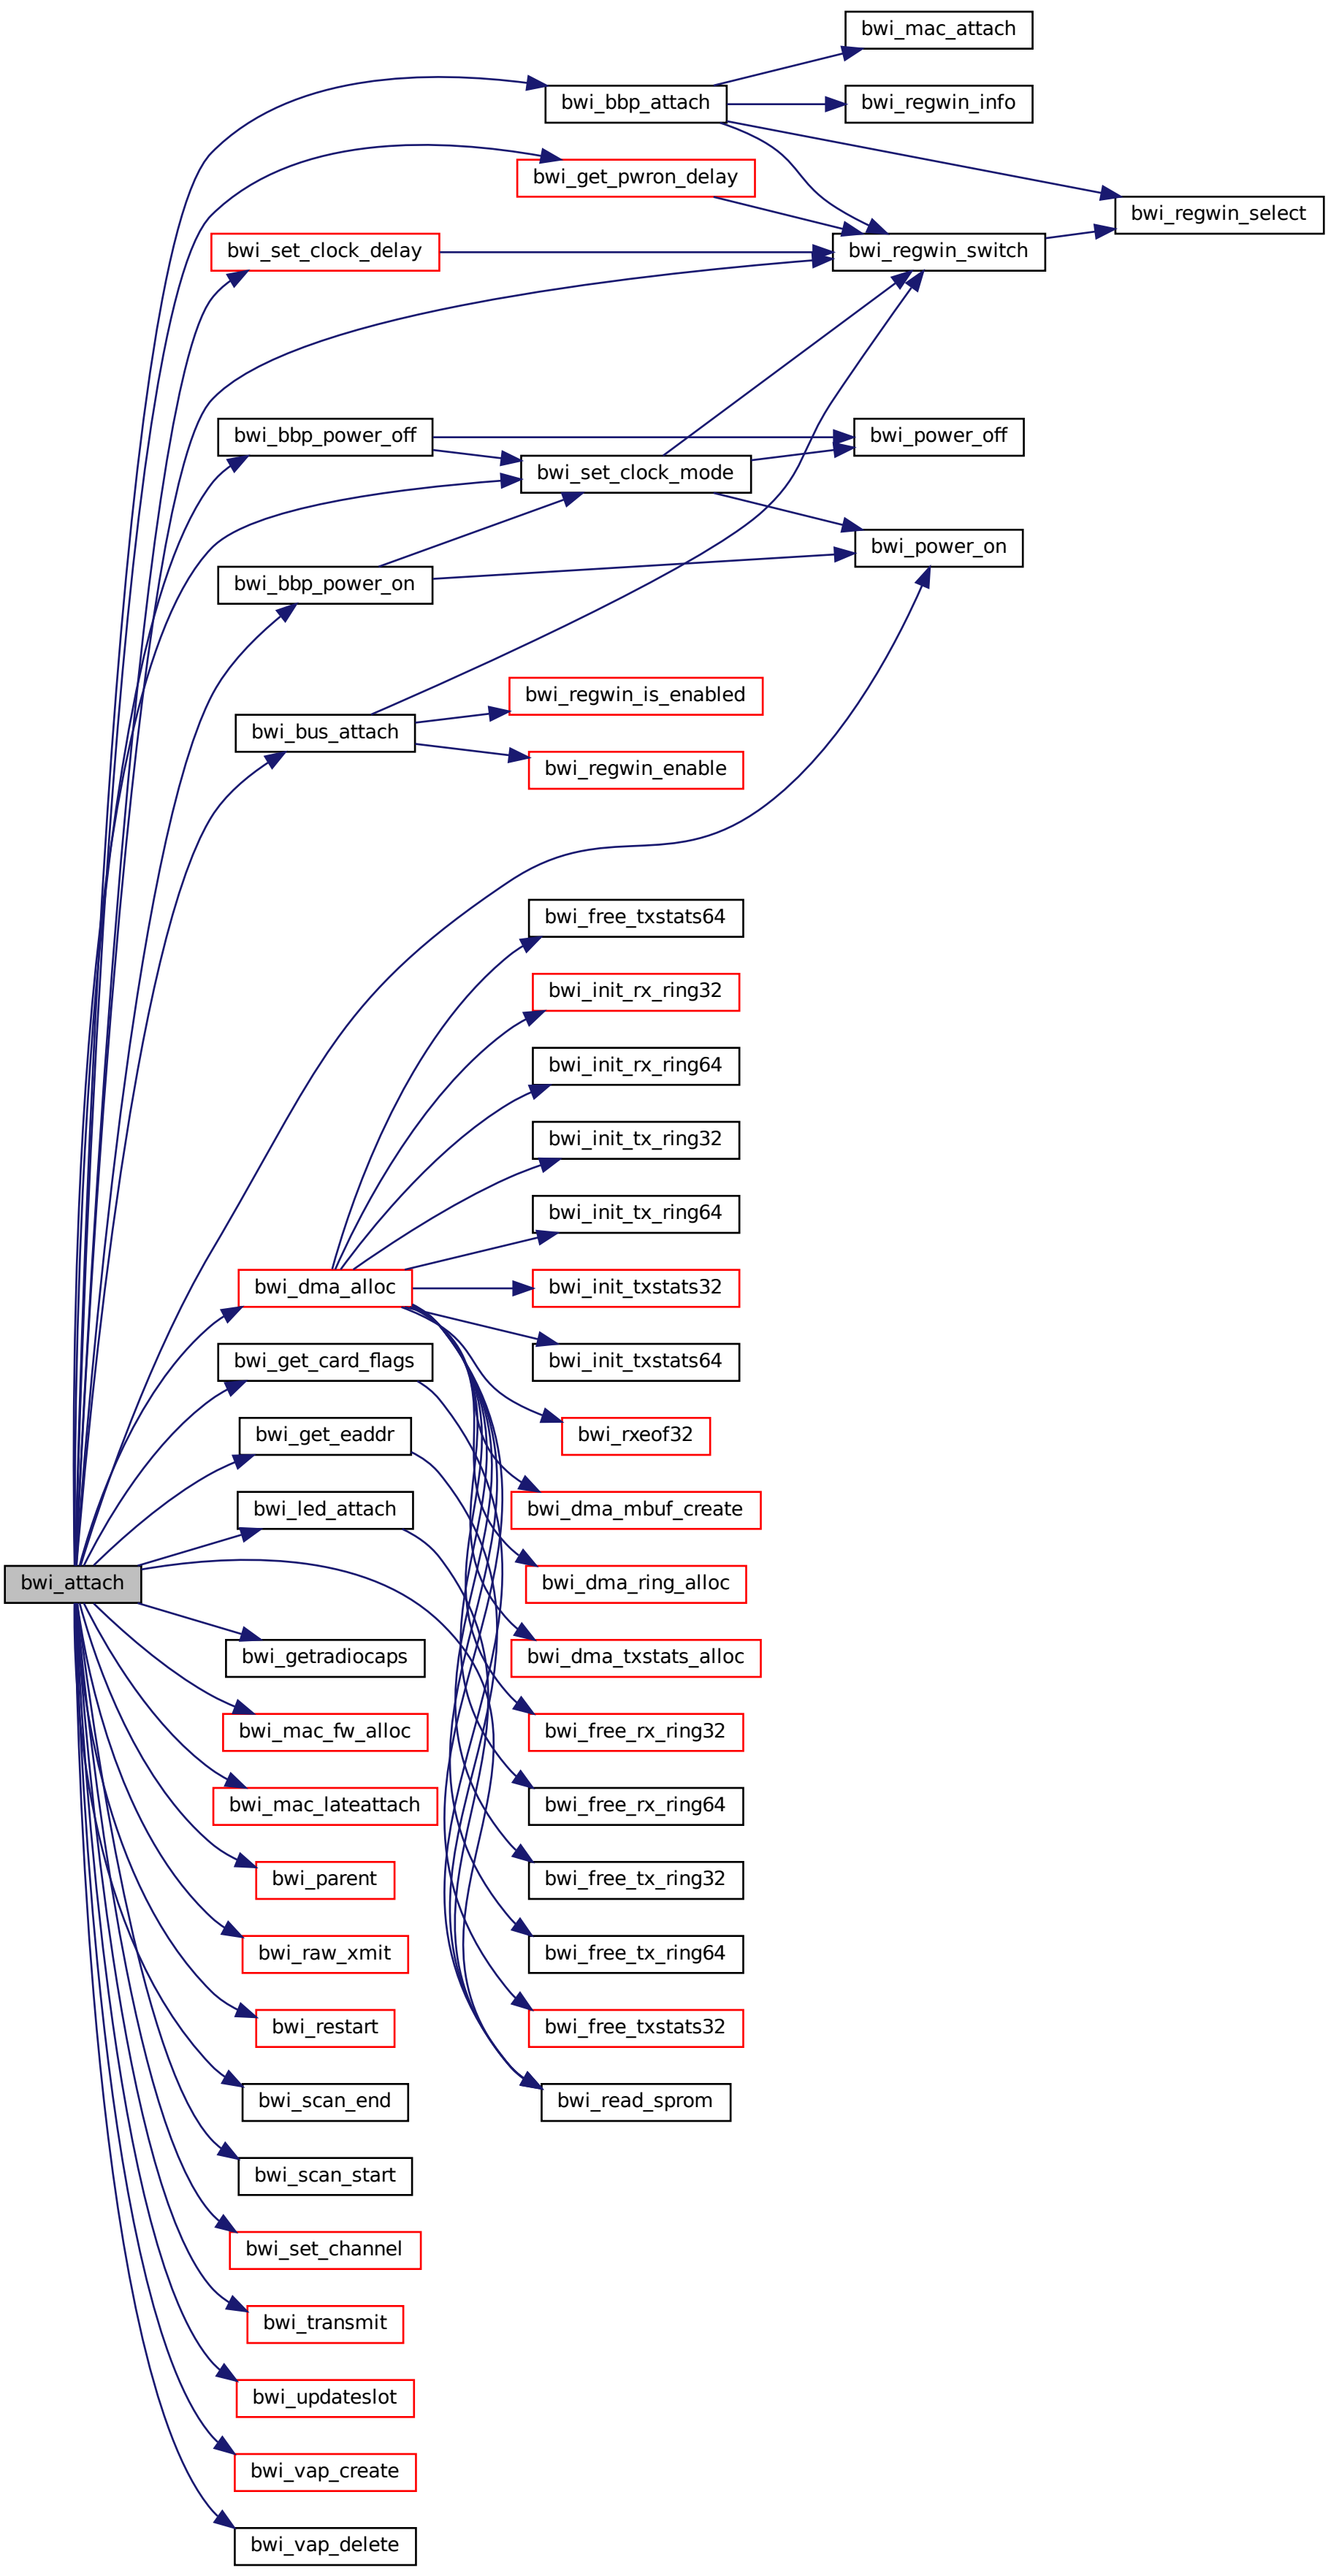 bwi_mac_attach
bwi_bbp_attach
bwi_regwin_info
bwi_get_pwron_delay
bwi_regwin_select
bwi_set_clock_delay
bwi_regwin_switch
bwi_bbp_power_off
bwi_power_off
bwi_set_clock_mode
bwi_power_on
bwi_bbp_power_on
bwi_regwin_is_enabled
bwi_bus_attach
bwi_regwin_enable
bwi_free_txstats64
bwi_init_rx_ring32
bwi_init_rx_ring64
bwi_init_tx_ring32
bwi_init_tx_ring64
bwi_dma_alloc
bwi_init_txstats32
bwi_get_card_flags
bwi_init_txstats64
bwi_get_eaddr
bwi_rxeof32
bwi_led_attach
bwi_dma_mbuf_create
bwi_attach
bwi_dma_ring_alloc
bwi_getradiocaps
bwi_dma_txstats_alloc
bwi_mac_fw_alloc
bwi_free_rx_ring32
bwi_mac_lateattach
bwi_free_rx_ring64
bwi_parent
bwi_free_tx_ring32
bwi_raw_xmit
bwi_free_tx_ring64
bwi_restart
bwi_free_txstats32
bwi_scan_end
bwi_read_sprom
bwi_scan_start
bwi_set_channel
bwi_transmit
bwi_updateslot
bwi_vap_create
bwi_vap_delete